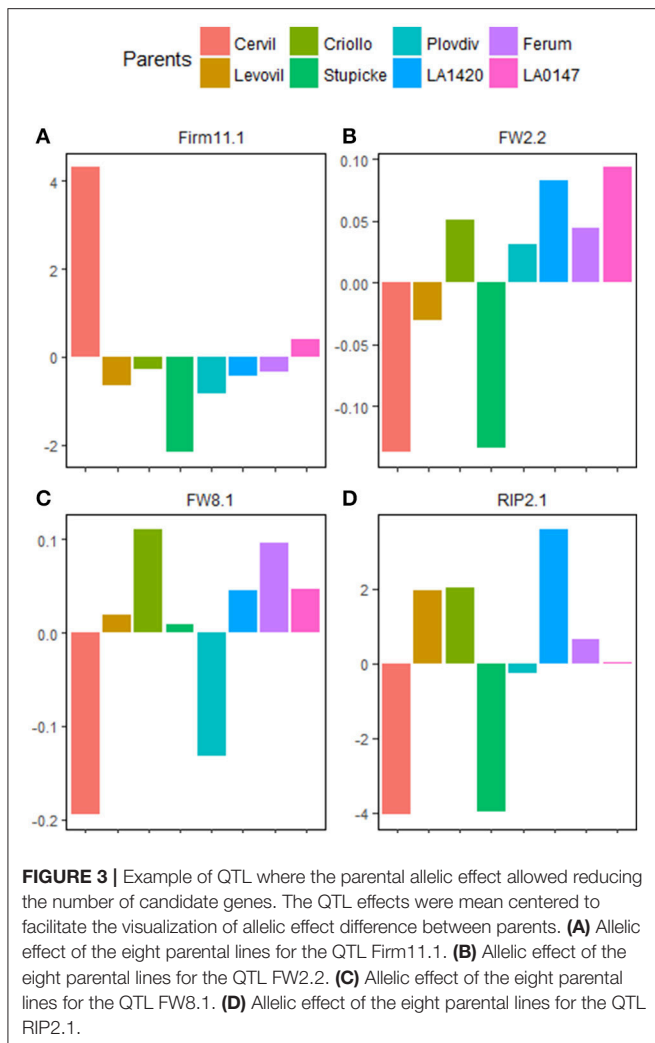 Parents
Cervil Criollo Plovdiv Ferum
Levovil Stupicke LA1420 LA0147
A Firm11.1
4
2
0
-2
B FW2.2
0.10
0.05
0.00
-0.05
-0.10
C FW8.1
0.1
0.0
-0.1
-0.2
D RIP2.1
2
0
-2
-4
FIGURE 3 | Example of QTL where the parental allelic effect allowed reducing
the number of candidate genes. The QTL effects were mean centered to
facilitate the visualization of allelic effect difference between parents. (A) Allelic
effect of the eight parental lines for the QTL Firm11.1. (B) Allelic effect of the
eight parental lines for the QTL FW2.2. (C) Allelic effect of the eight parental
lines for the QTL FW8.1. (D) Allelic effect of the eight parental lines for the QTL
RIP2.1.